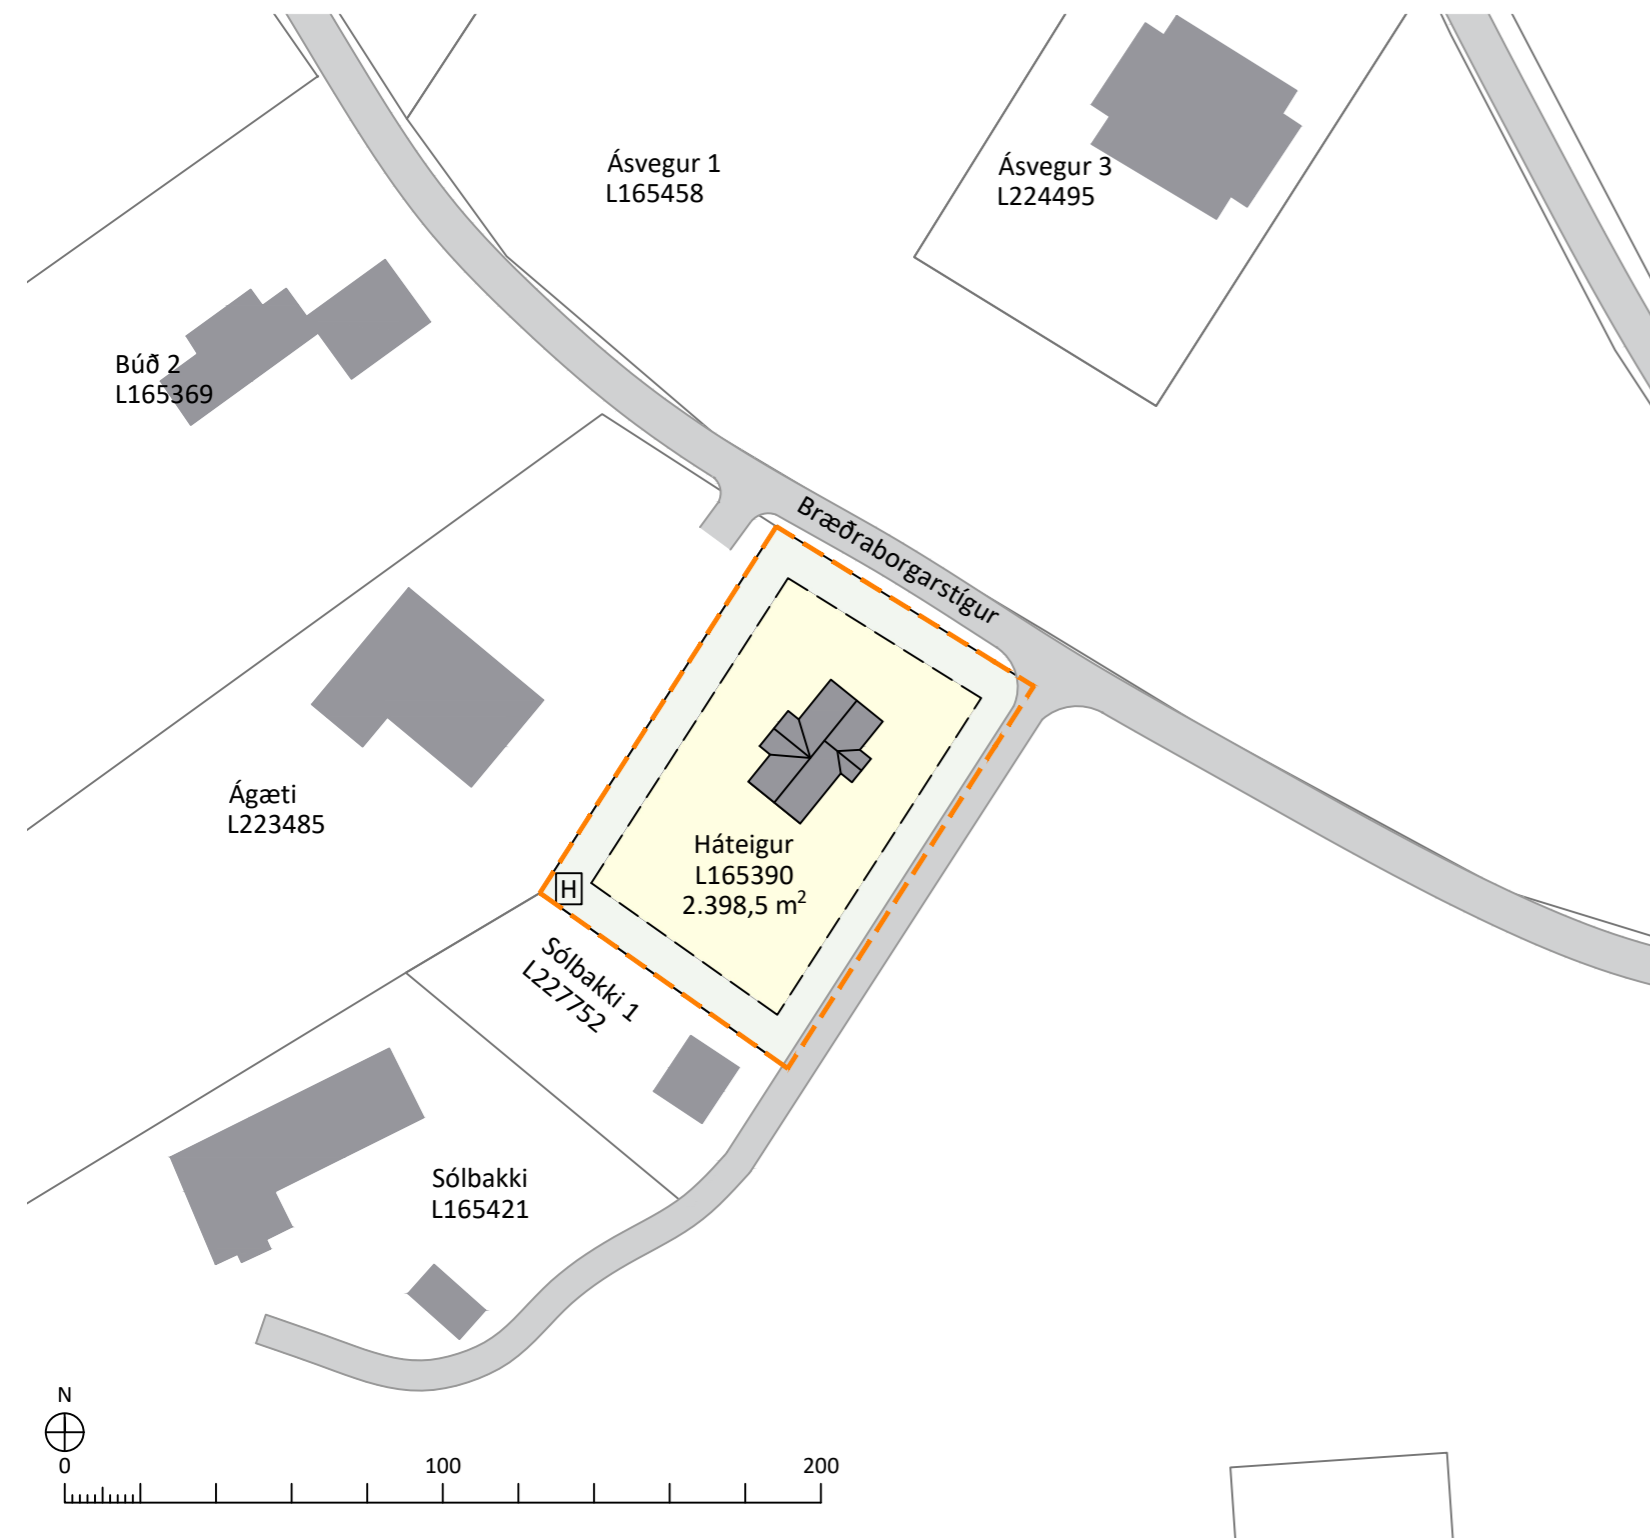 Ásvegur 1
L165458
Ásvegur 3
L224495
Búð 2
L165369
Bræðraborgarstígur
Ágæti
L223485
Háteigur
L165390
2.398,5 m²
H
Sólbakki 1
L227752
Sólbakki
L165421
N
0 100 200